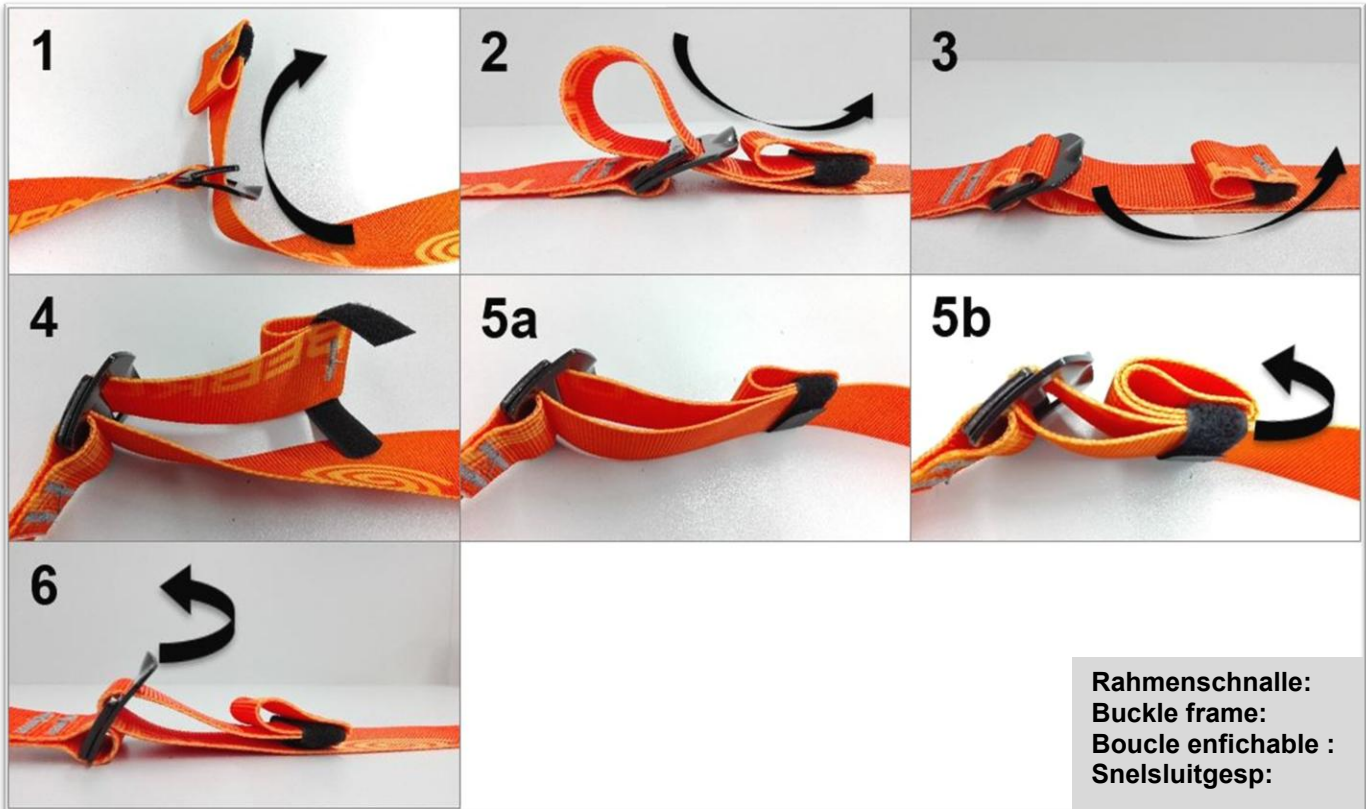 1
2
3
4
5a
5b
6
Rahmenschnalle:
Buckle frame:
Boucle enfichable :
Snelsluitgesp: